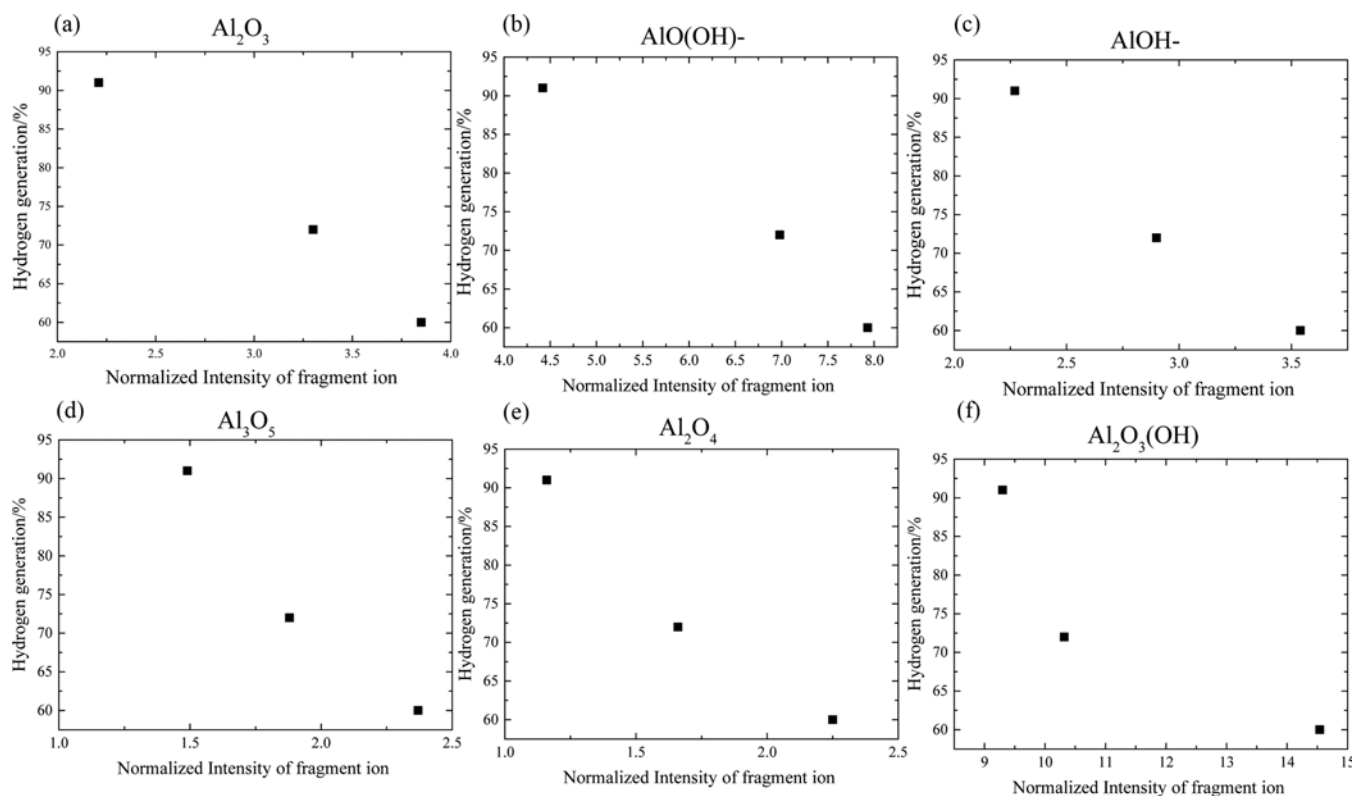 (a) Al₂O₃
95
90
85
80
75
70
65
60
Hydrogen generation/%
2.0 2.5 3.0 3.5 4.0
Normalized Intensity of fragment ion
(b) AlO(OH)-
95
90
85
80
75
70
65
60
Hydrogen generation/%
4.0 4.5 5.0 5.5 6.0 6.5 7.0 7.5 8.0
Normalized Intensity of fragment ion
(c) AlOH-
95
90
85
80
75
70
65
60
Hydrogen generation/%
2.0 2.5 3.0 3.5
Normalized Intensity of fragment ion
(d) Al₃O₅
95
90
85
80
75
70
65
60
Hydrogen generation/%
1.0 1.5 2.0 2.5
Normalized Intensity of fragment ion
(e) Al₂O₄
95
90
85
80
75
70
65
60
Hydrogen generation/%
1.0 1.5 2.0 2.5
Normalized Intensity of fragment ion
(f) Al₂O₃(OH)
95
90
85
80
75
70
65
60
Hydrogen generation/%
9 10 11 12 13 14 15
Normalized Intensity of fragment ion